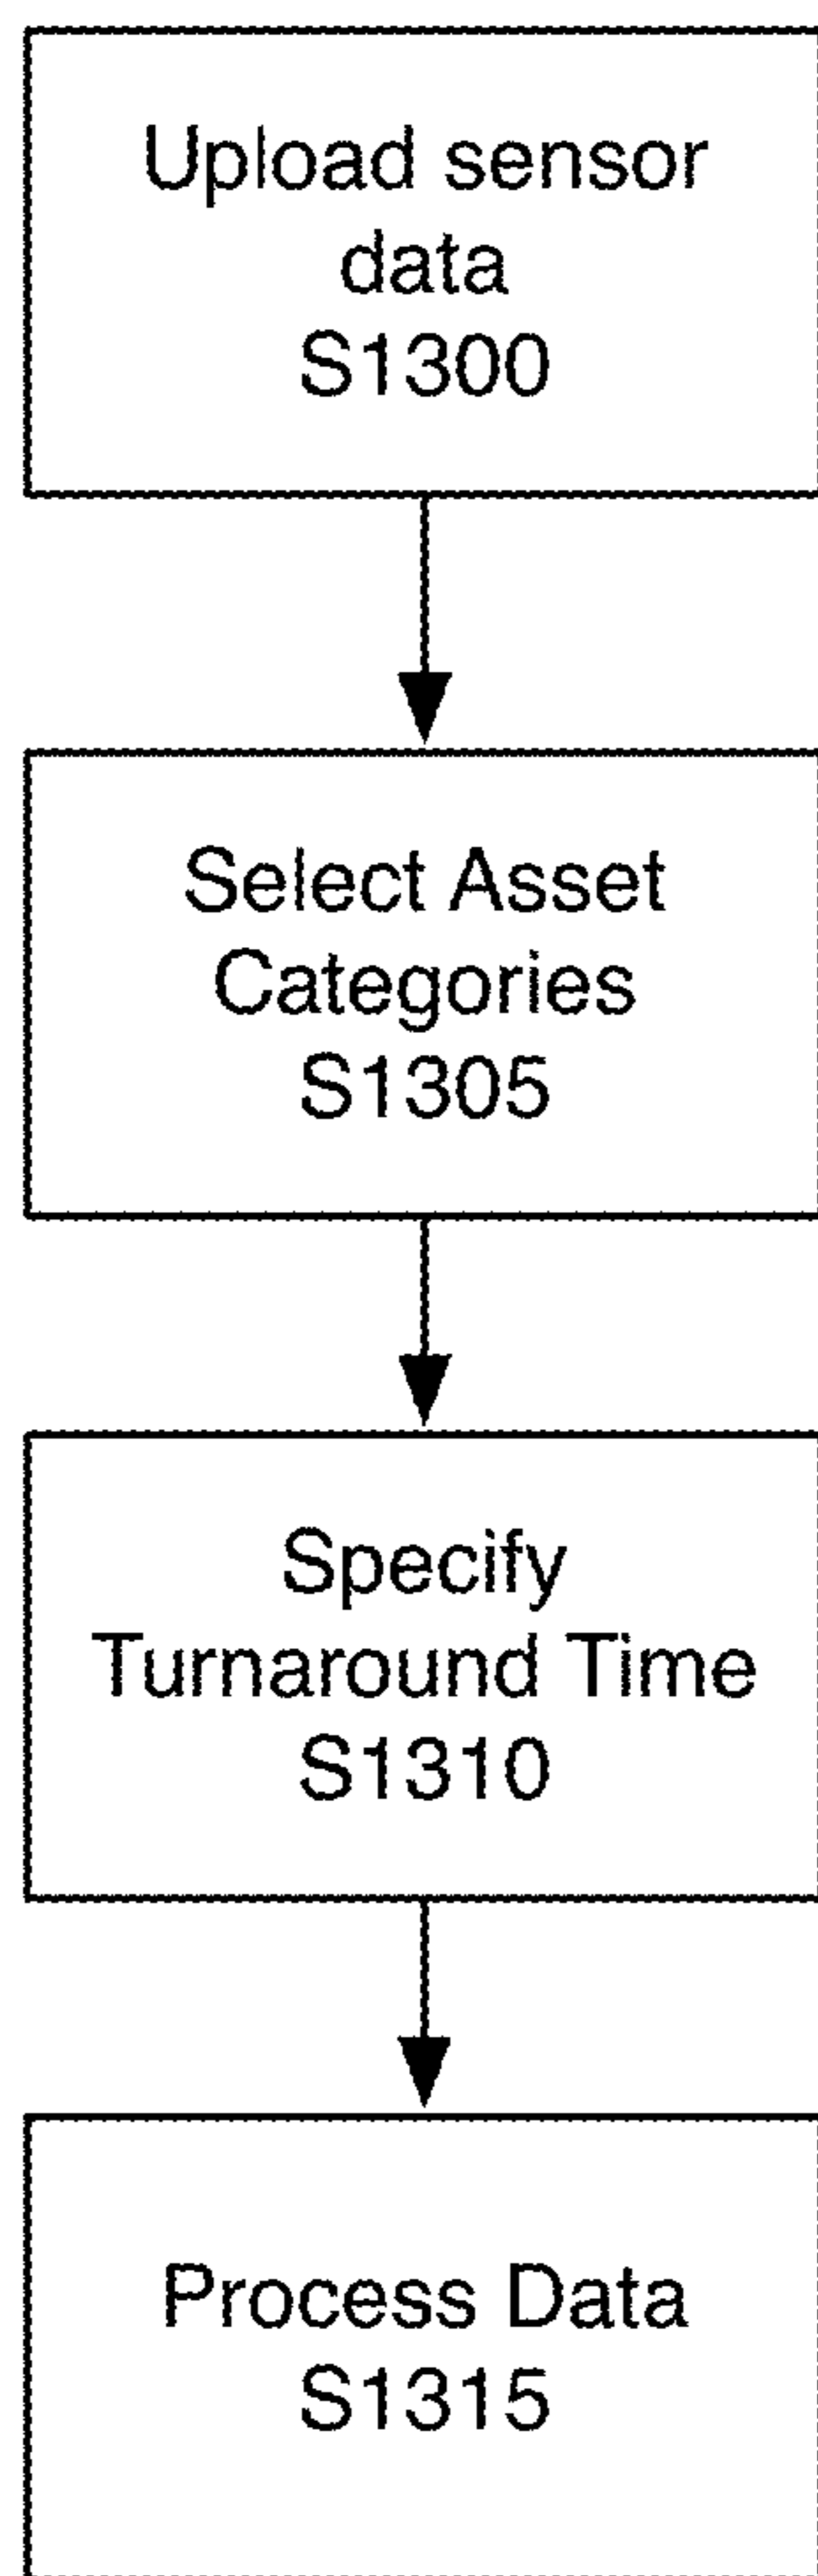 Upload sensor
data
S1300
Select Asset
Categories
S1305
Specify
Turnaround Time
S1310
Process Data
S1315